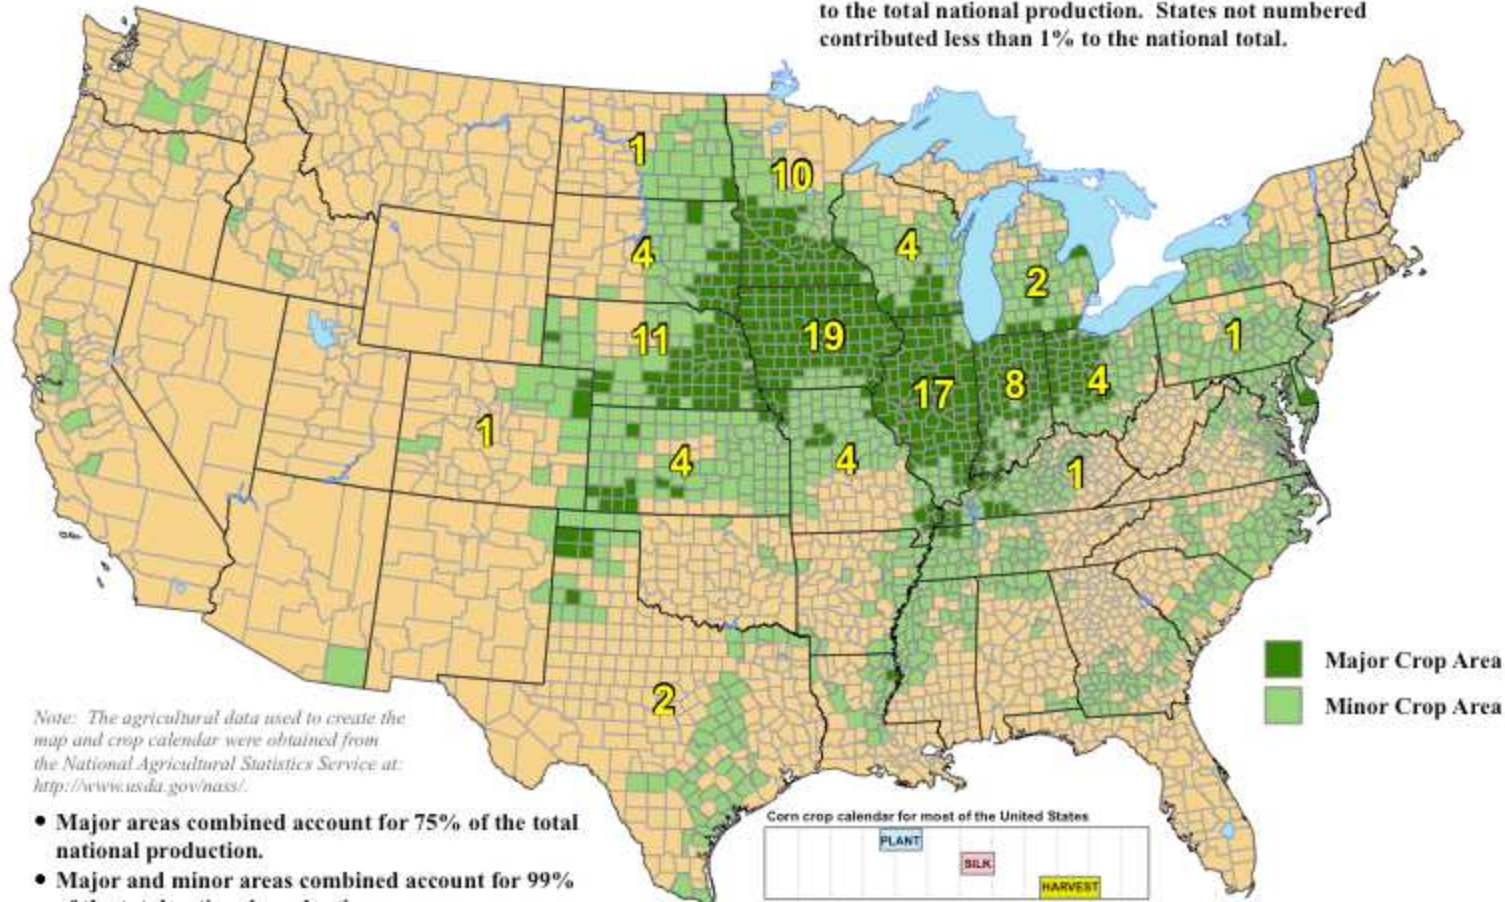 to the total national production. States not numbered
contributed less than 1% to the national total.
1
10
4
4
2
11
19
1
17
8
4
1
4
4
1
2
Major Crop Area
Minor Crop Area
Note: The agricultural data used to create the
map and crop calendar were obtained from
the National Agricultural Statistics Service at:
http://www.usda.gov/nass/.
• Major areas combined account for 75% of the total
national production.
• Major and minor areas combined account for 99%
Corn crop calendar for most of the United States
PLANT
SILK
HARVEST